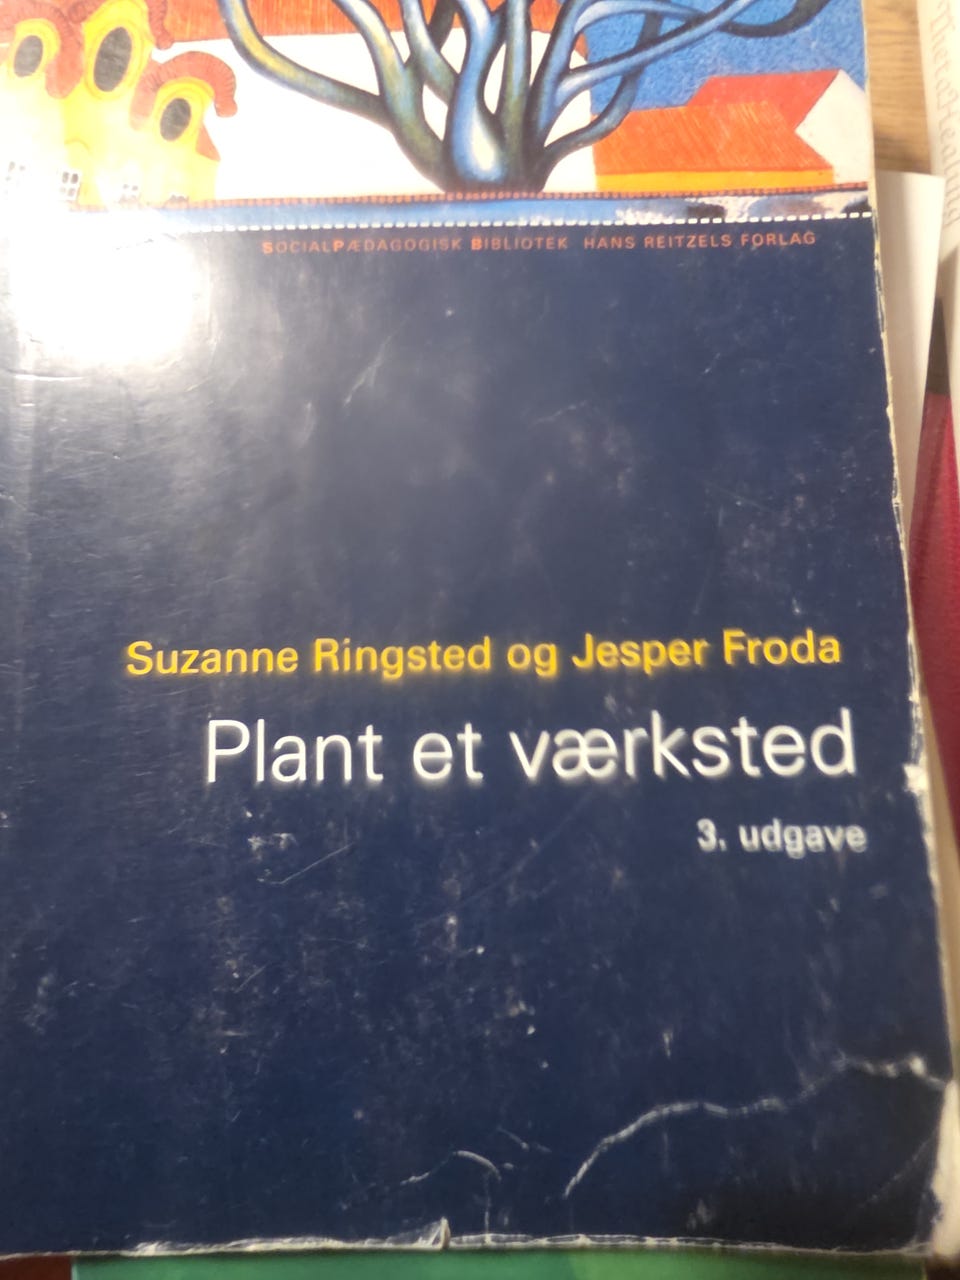 SOCIALPÆDAGOGISK BIBLIOTEK HANS REITZELS FORLAG
Suzanne Ringsted og Jesper Froda
Plant et værksted
3. udgave